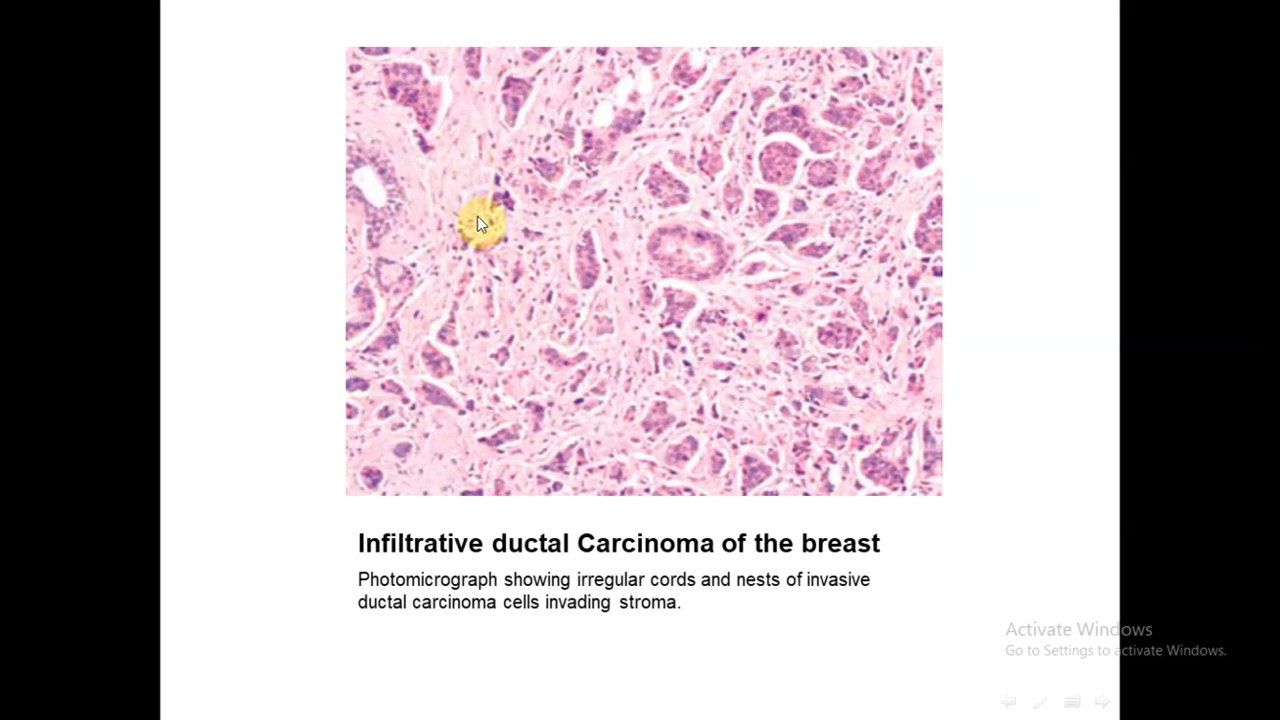 Infiltrative ductal Carcinoma of the breast
Photomicrograph showing irregular cords and nests of invasive
ductal carcinoma cells invading stroma.
Activate Windows
Go to Settings to activate Windows.